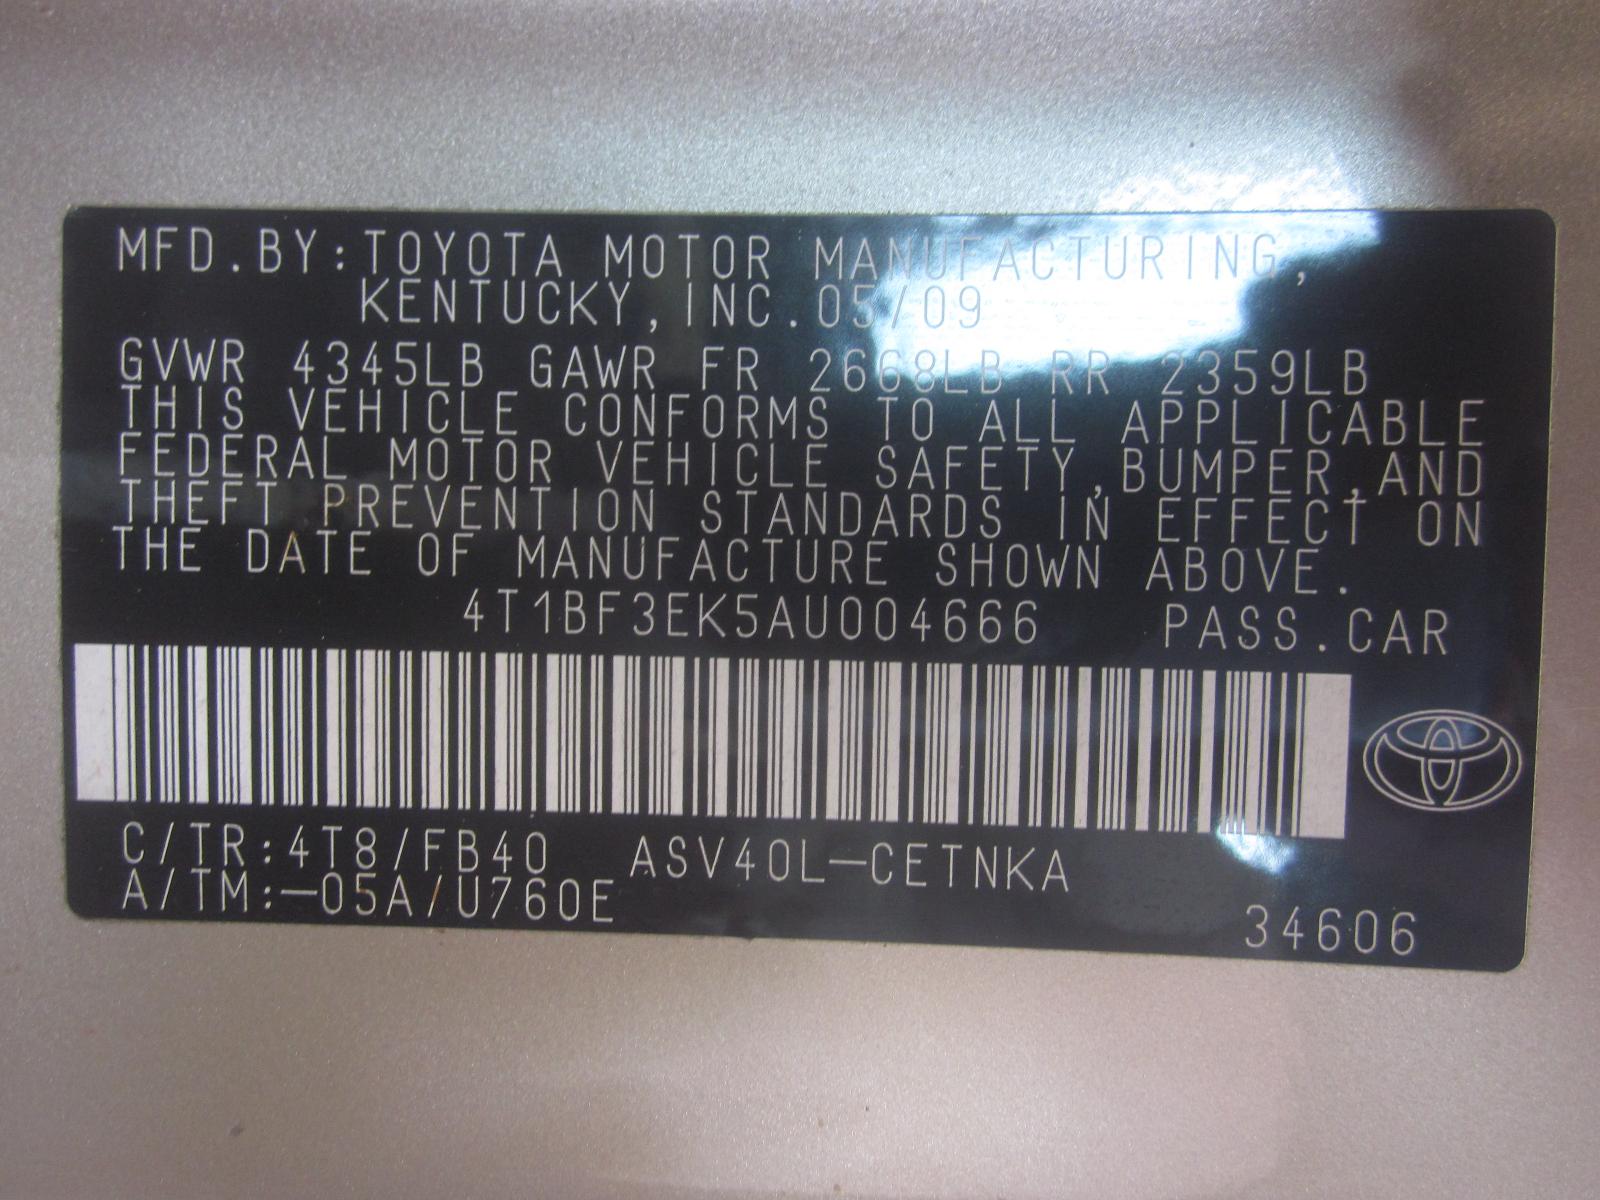 MFD.BY:TOYOTA MOTOR MANUFACTURING,
KENTUCKY,INC.05/09
GVWR 4345LB GAWR FR 2668LB RR 2359LB
THIS VEHICLE CONFORMS TO ALL APPLICABLE
FEDERAL MOTOR VEHICLE SAFETY,BUMPER,AND
THEFT PREVENTION STANDARDS IN EFFECT ON
THE DATE OF MANUFACTURE SHOWN ABOVE.
4T1BF3EK5AU004666 PASS.CAR
C/TR:4T8/FB40 ASV40L-CETNKA
A/TM:-05A/U760E
34606